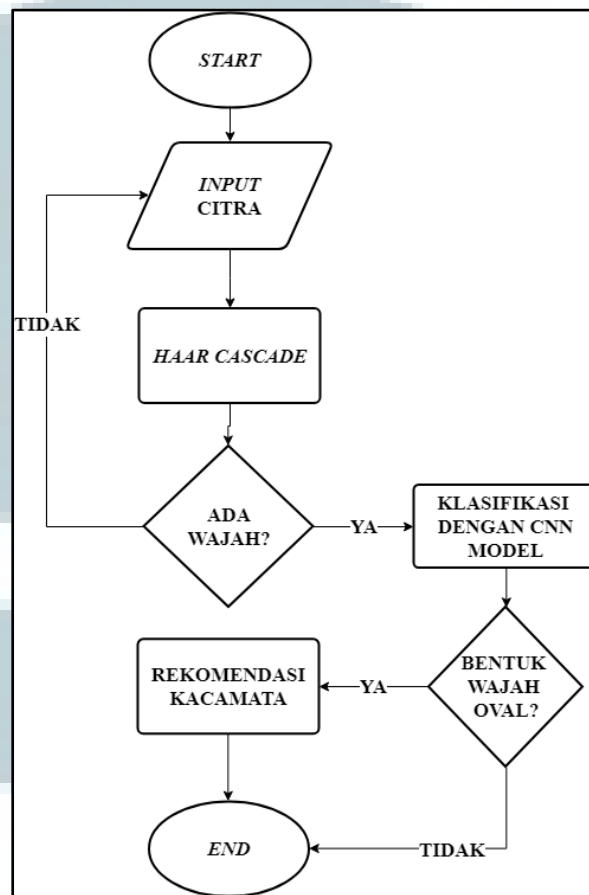 START
INPUT
CITRA
TIDAK
HAAR CASCADE
ADA
WAJAH?
YA
KLASIFIKASI
DENGAN CNN
MODEL
BENTUK
WAJAH
OVAL?
YA
REKOMENDASI
KACAMATA
TIDAK
END